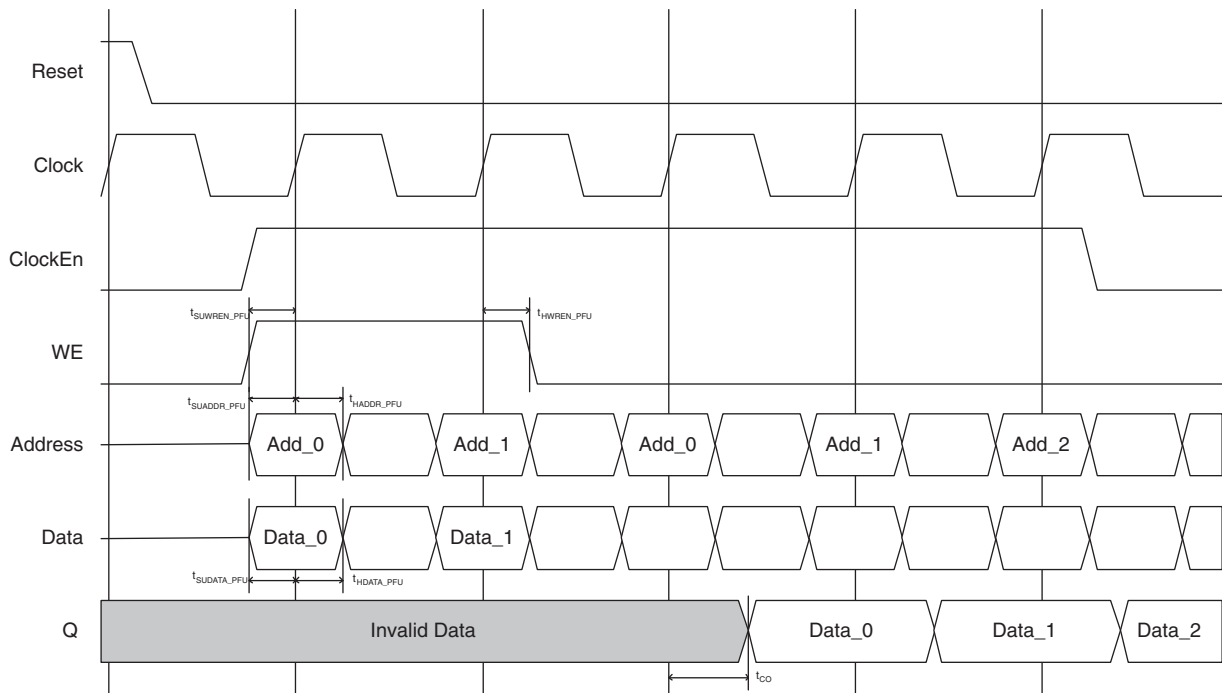 Reset
Clock
ClockEn
tSUWREN_PFU tHWREN_PFU
WE
tSUADDR_PFU tHADDR_PFU
Address Add_0 Add_1 Add_0 Add_1 Add_2
Data Data_0 Data_1
tSUDATA_PFU tHDATA_PFU
Q Invalid Data Data_0 Data_1 Data_2
tCO